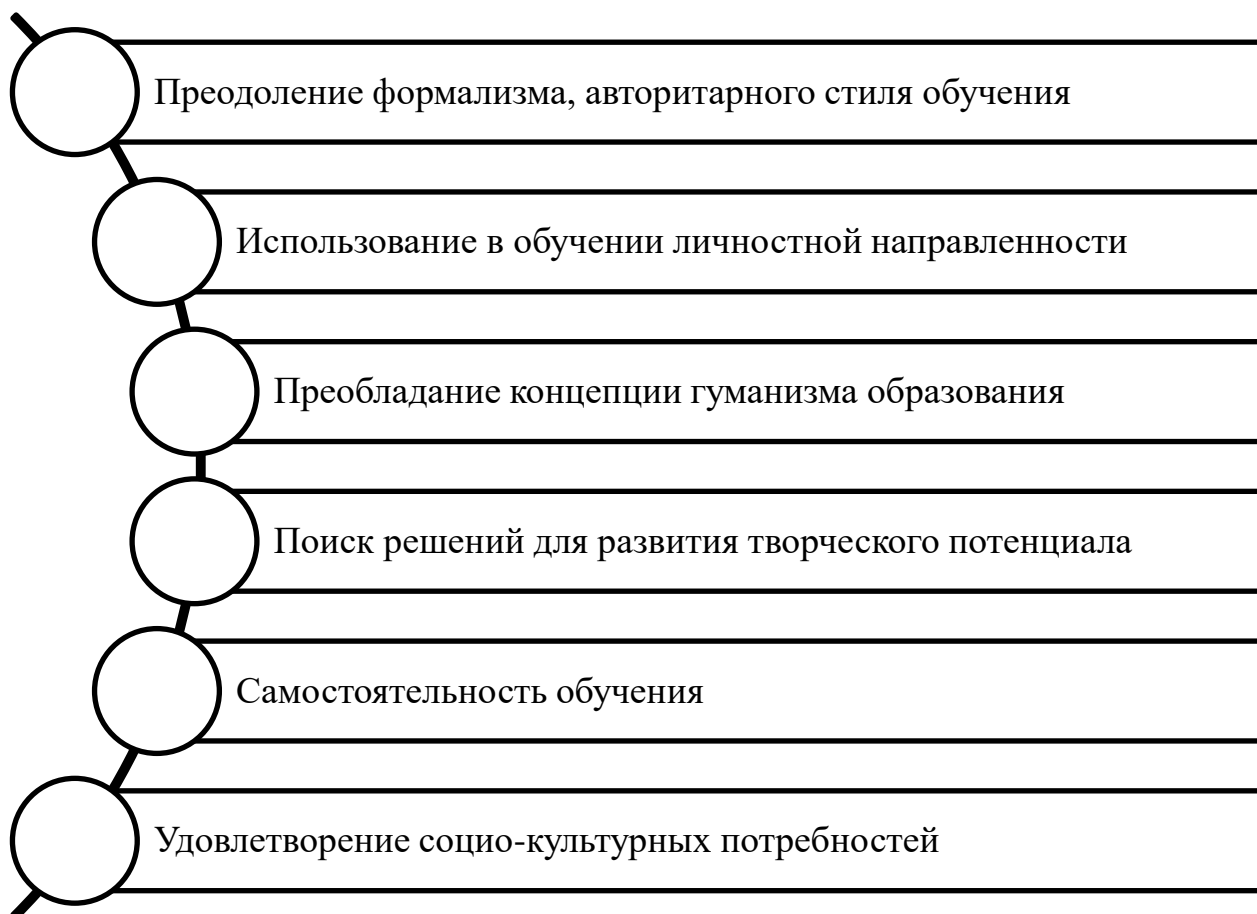 Преодоление формализма, авторитарного стиля обучения
Использование в обучении личностной направленности
Преобладание концепции гуманизма образования
Поиск решений для развития творческого потенциала
Самостоятельность обучения
Удовлетворение социо-культурных потребностей